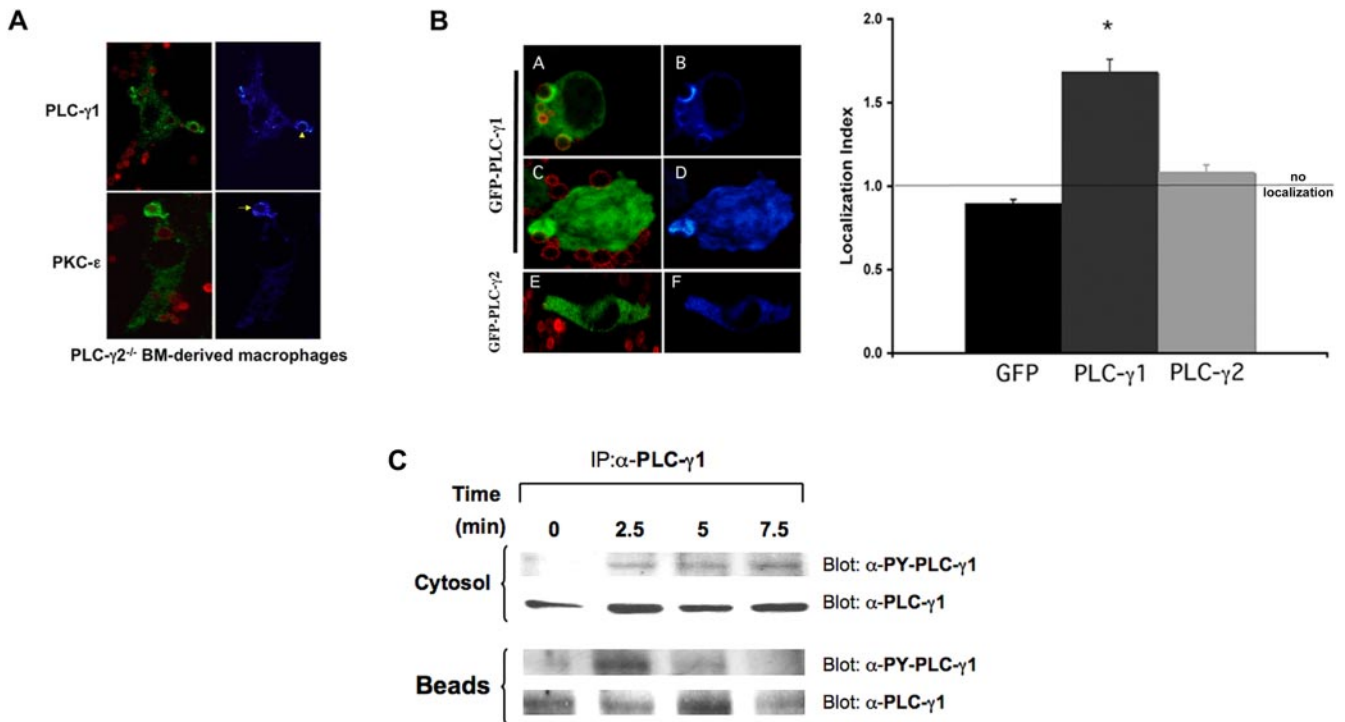 A
PLC-γ1
PKC-ε
PLC-γ2-/- BM-derived macrophages
B
GFP-PLC-γ1
GFP-PLC-γ2
A
B
C
D
E
F
Localization Index
2.0
1.5
1.0
0.5
0.0
*
no
localization
GFP
PLC-γ1
PLC-γ2
C
IP:α-PLC-γ1
Time
(min)
0
2.5
5
7.5
Cytosol
Blot: α-PY-PLC-γ1
Blot: α-PLC-γ1
Beads
Blot: α-PY-PLC-γ1
Blot: α-PLC-γ1